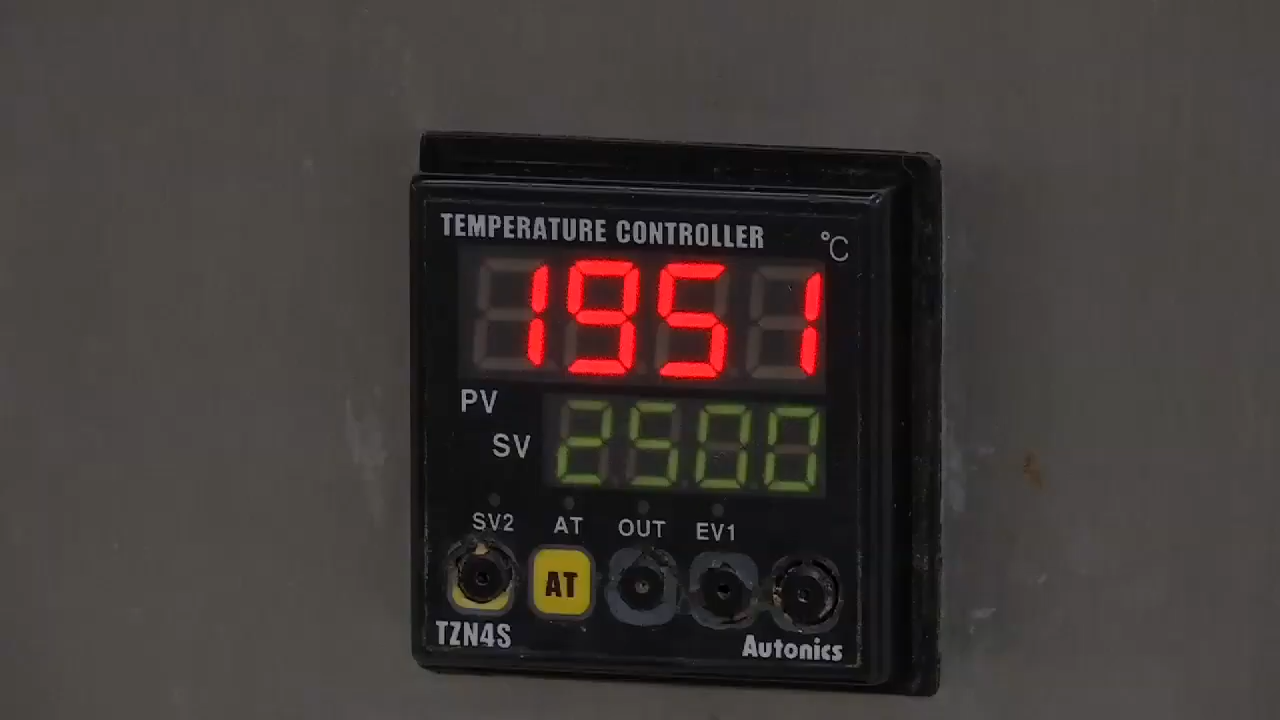 TEMPERATURE CONTROLLER
°C
1951
PV
SV 2500
SV2 AT OUT EV1
AT
TZN4S Autonics